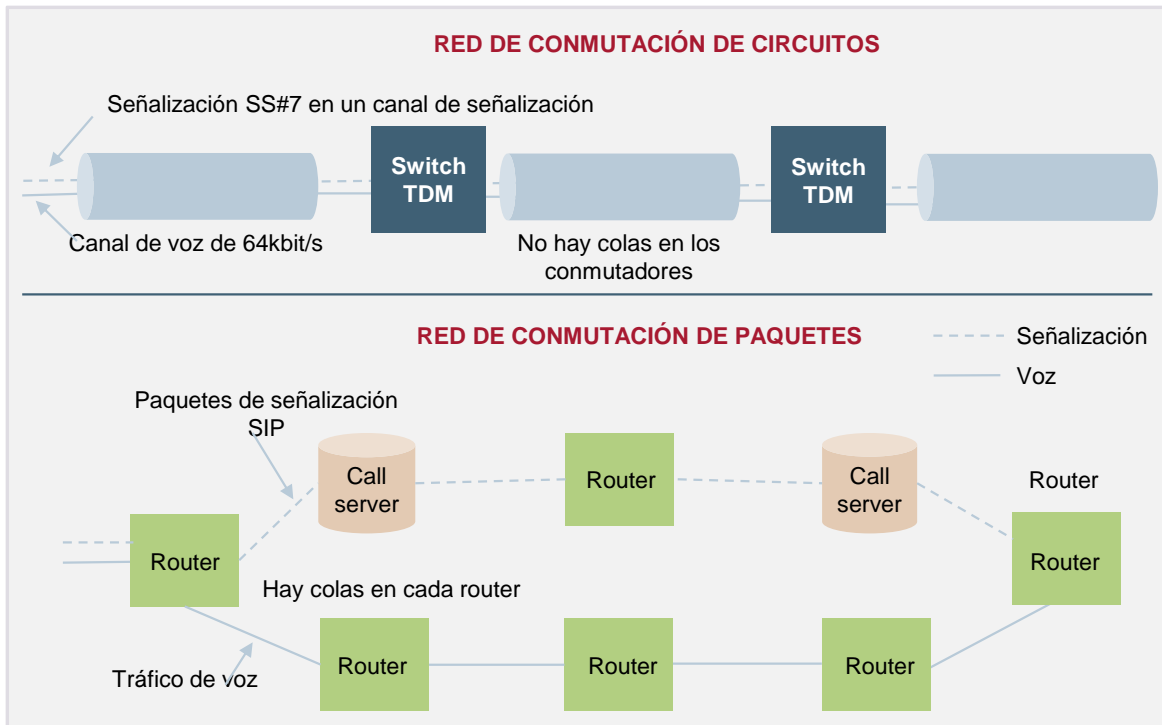 RED DE CONMUTACIÓN DE CIRCUITOS
Señalización SS#7 en un canal de señalización
Switch
TDM
Switch
TDM
Canal de voz de 64kbit/s
No hay colas en los
conmutadores
RED DE CONMUTACIÓN DE PAQUETES
Señalización
Voz
Paquetes de señalización
SIP
Call
server
Router
Call
server
Router
Router
Router
Hay colas en cada router
Router
Router
Router
Tráfico de voz